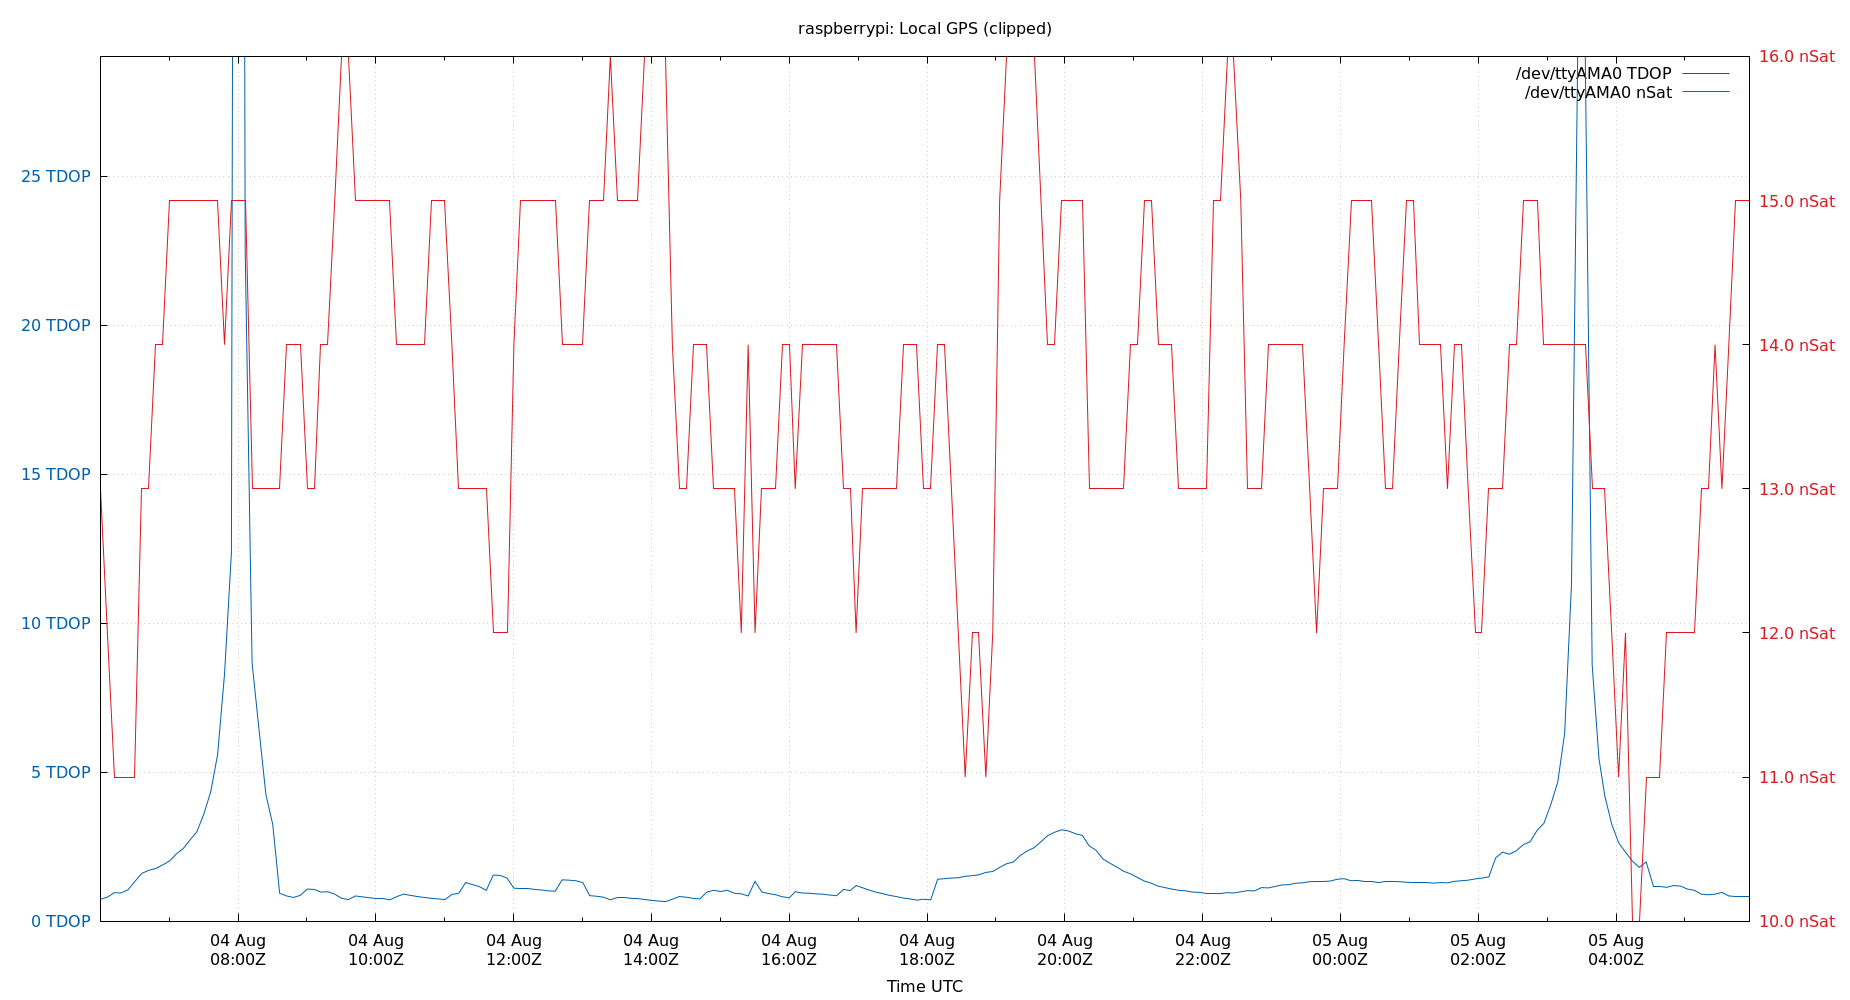 raspberrypi: Local GPS (clipped)
16.0 nSat
/dev/ttyAMA0 TDOP
/dev/ttyAMA0 nSat
25 TDOP
15.0 nSat
20 TDOP
14.0 nSat
15 TDOP
13.0 nSat
10 TDOP
12.0 nSat
5 TDOP
11.0 nSat
0 TDOP
10.0 nSat
04 Aug 04 Aug 04 Aug 04 Aug 04 Aug 04 Aug 04 Aug 04 Aug 05 Aug 05 Aug 05 Aug
08:00Z 10:00Z 12:00Z 14:00Z 16:00Z 18:00Z 20:00Z 22:00Z 00:00Z 02:00Z 04:00Z
Time UTC